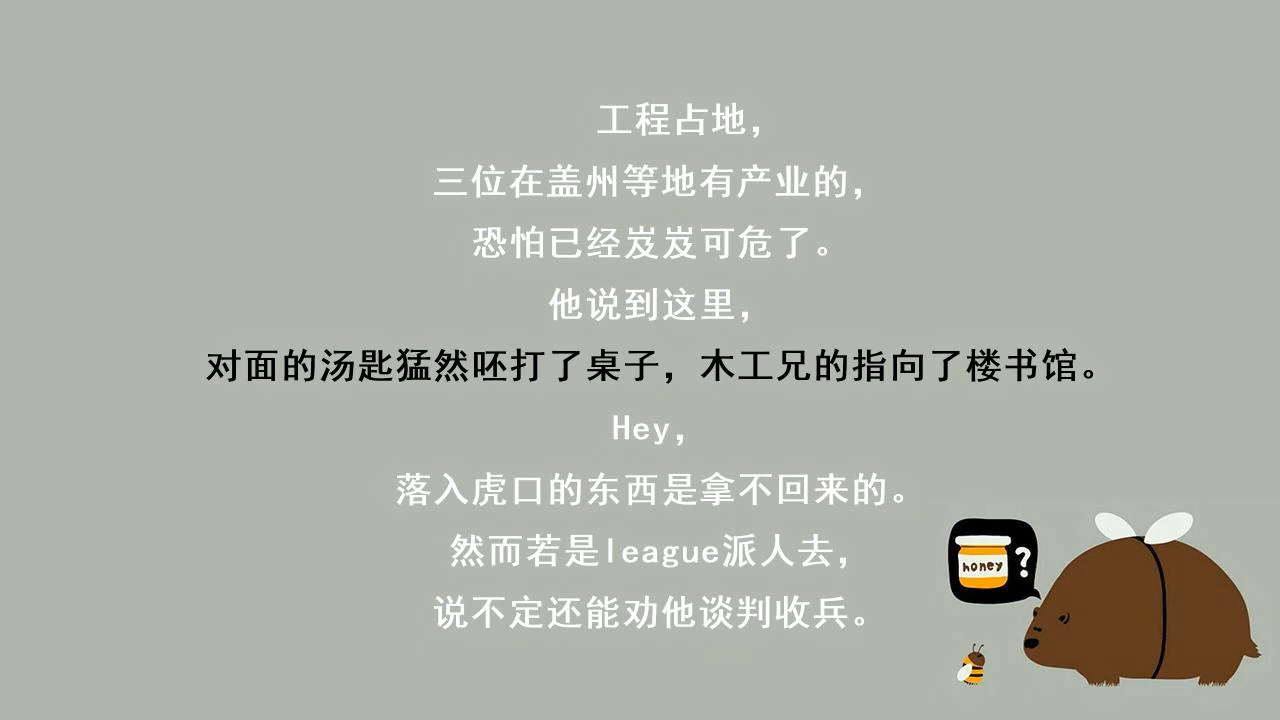 工程占地，
三位在盖州等地有产业的，
恐怕已经岌岌可危了。
他说到这里，
对面的汤匙猛然呸打了桌子，木工兄的指向了楼书馆。
Hey，
落入虎口的东西是拿不回来的。
然而若是league派人去，
说不定还能劝他谈判收兵。
honey
?